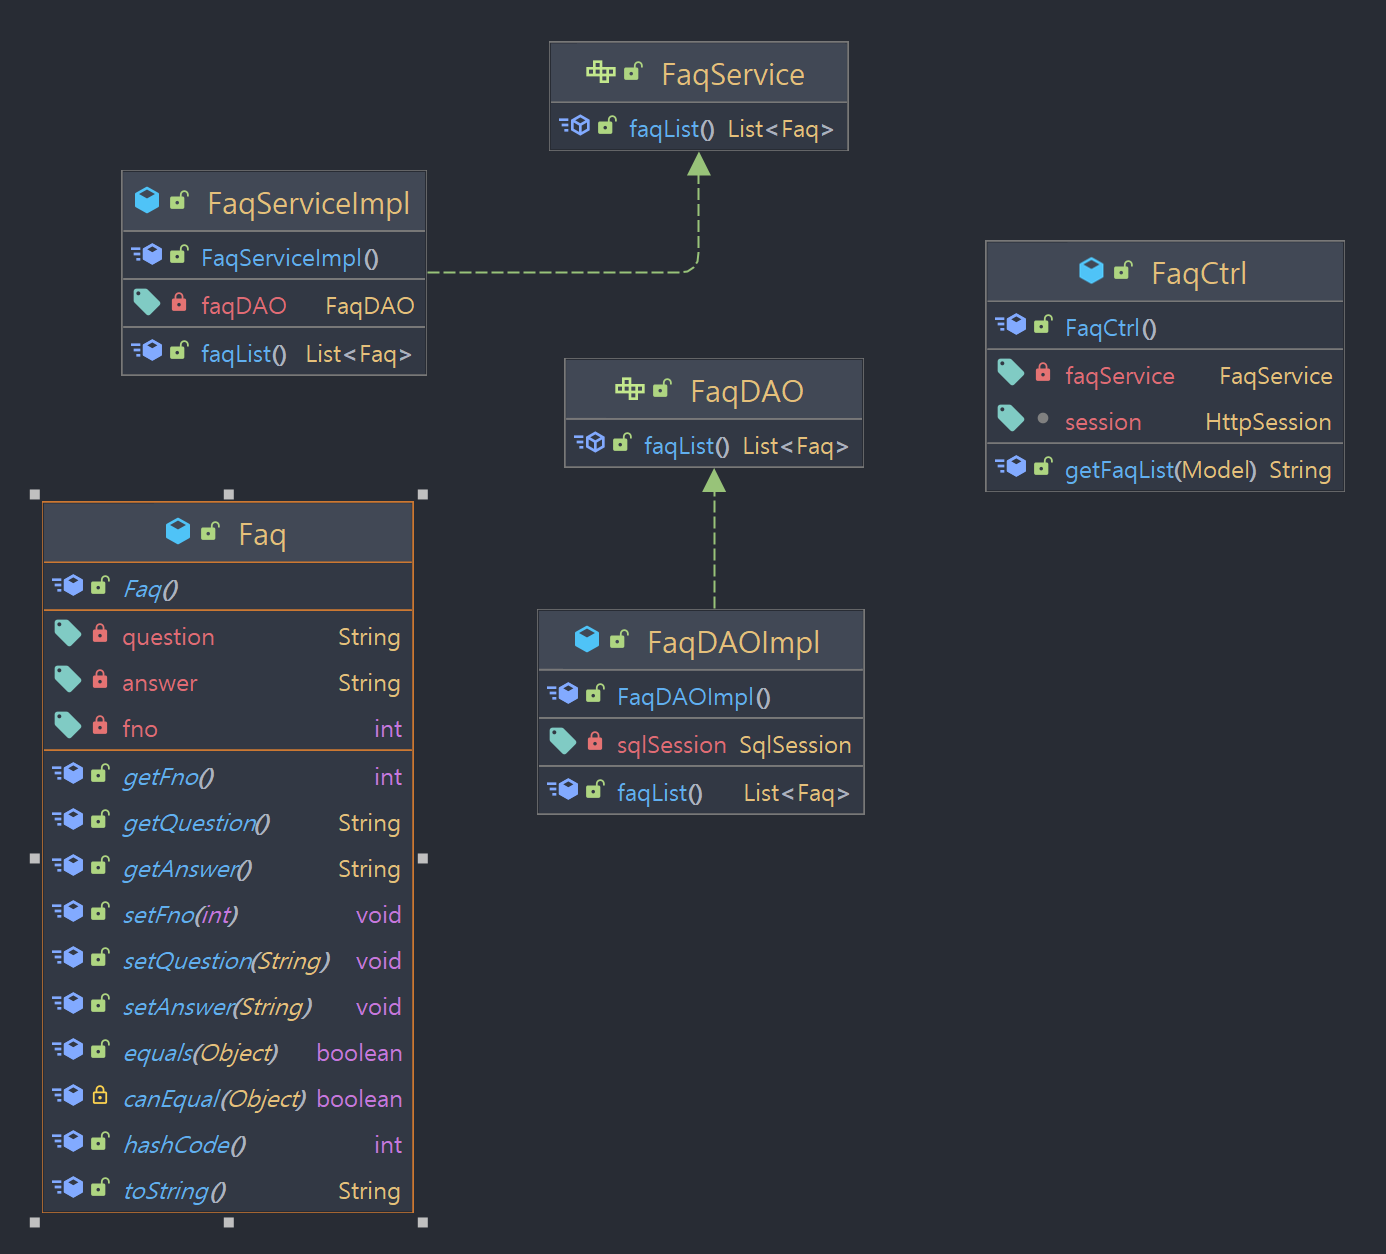 FaqService
faqList() List<Faq>
FaqServiceImpl
FaqServiceImpl()
faqDAO FaqDAO
faqList() List<Faq>
FaqCtrl
FaqCtrl()
faqService FaqService
session HttpSession
getFaqList(Model) String
FaqDAO
faqList() List<Faq>
Faq
Faq()
question String
answer String
fno int
getFno() int
getQuestion() String
getAnswer() String
setFno(int) void
setQuestion(String) void
setAnswer(String) void
equals(Object) boolean
canEqual(Object) boolean
hashCode() int
toString() String
FaqDAOImpl
FaqDAOImpl()
sqlSession SqlSession
faqList() List<Faq>